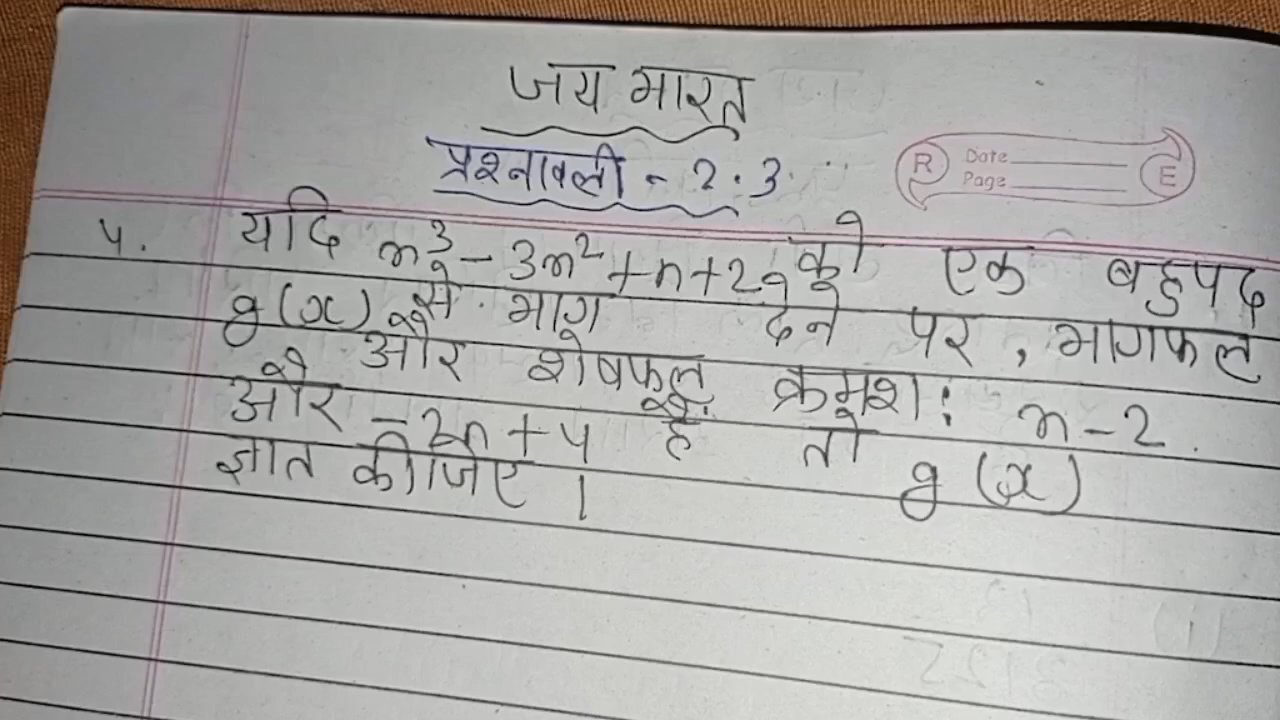 जय भारत
प्रश्नावली - 2.3
R Date
Page E
4. यदि x³ - 3x² + x + 2 को एक बहुपद
g(x) से भाग देने पर, भागफल
और शेषफल क्रमश: x - 2
और -2x + 4 है तो g(x)
ज्ञात कीजिए ।